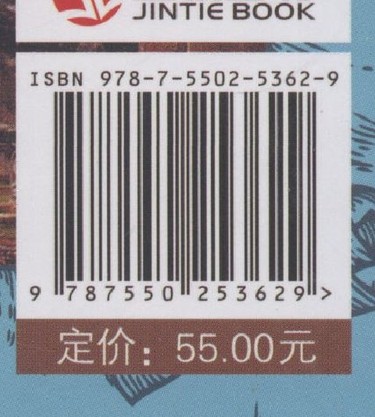 JINTIE BOOK
ISBN 978-7-5502-5362-9
9 787550 253629 >
定价：55.00元